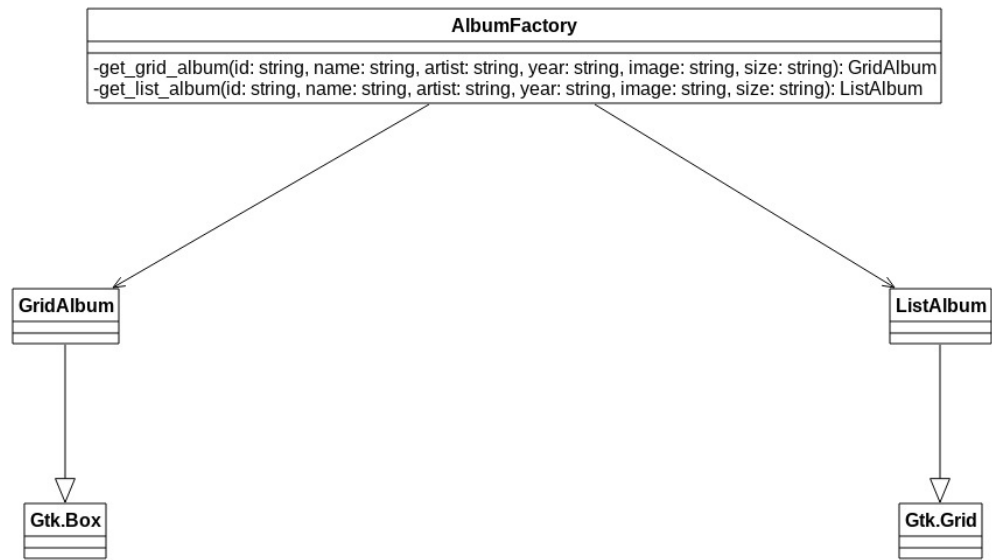 AlbumFactory
-get_grid_album(id: string, name: string, artist: string, year: string, image: string, size: string): GridAlbum
-get_list_album(id: string, name: string, artist: string, year: string, image: string, size: string): ListAlbum
GridAlbum
ListAlbum
Gtk.Box
Gtk.Grid